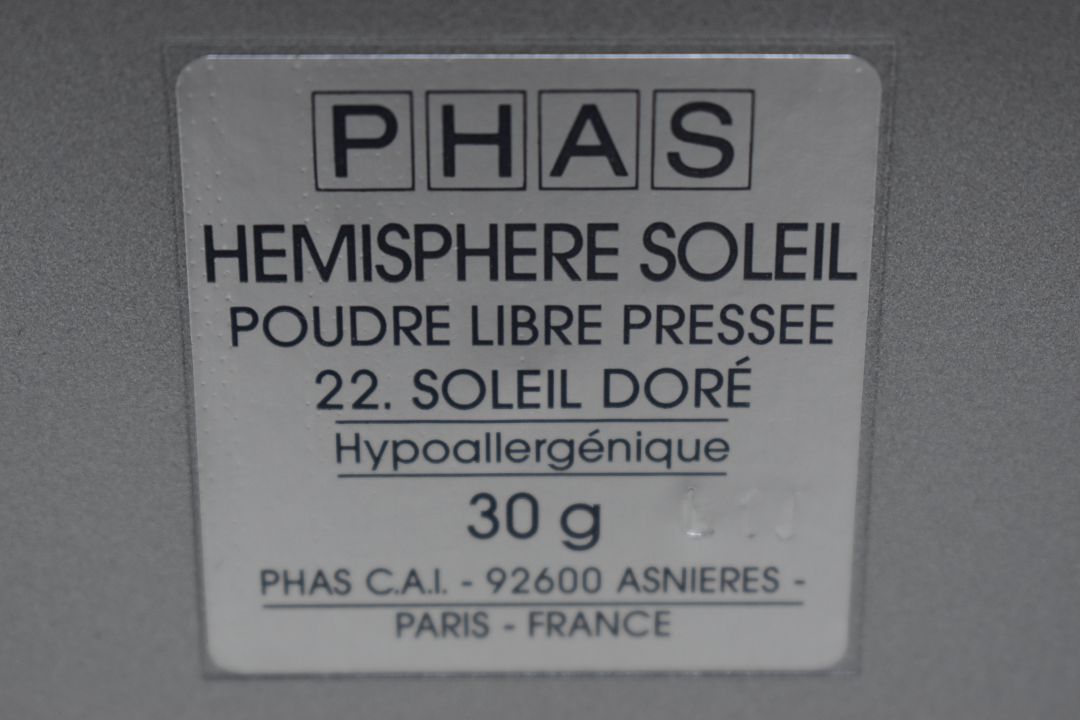 PHAS
HEMISPHERE SOLEIL
POUDRE LIBRE PRESSEE
22. SOLEIL DORÉ
Hypoallergénique
30 g
PHAS C.A.I. - 92600 ASNIERES -
PARIS - FRANCE